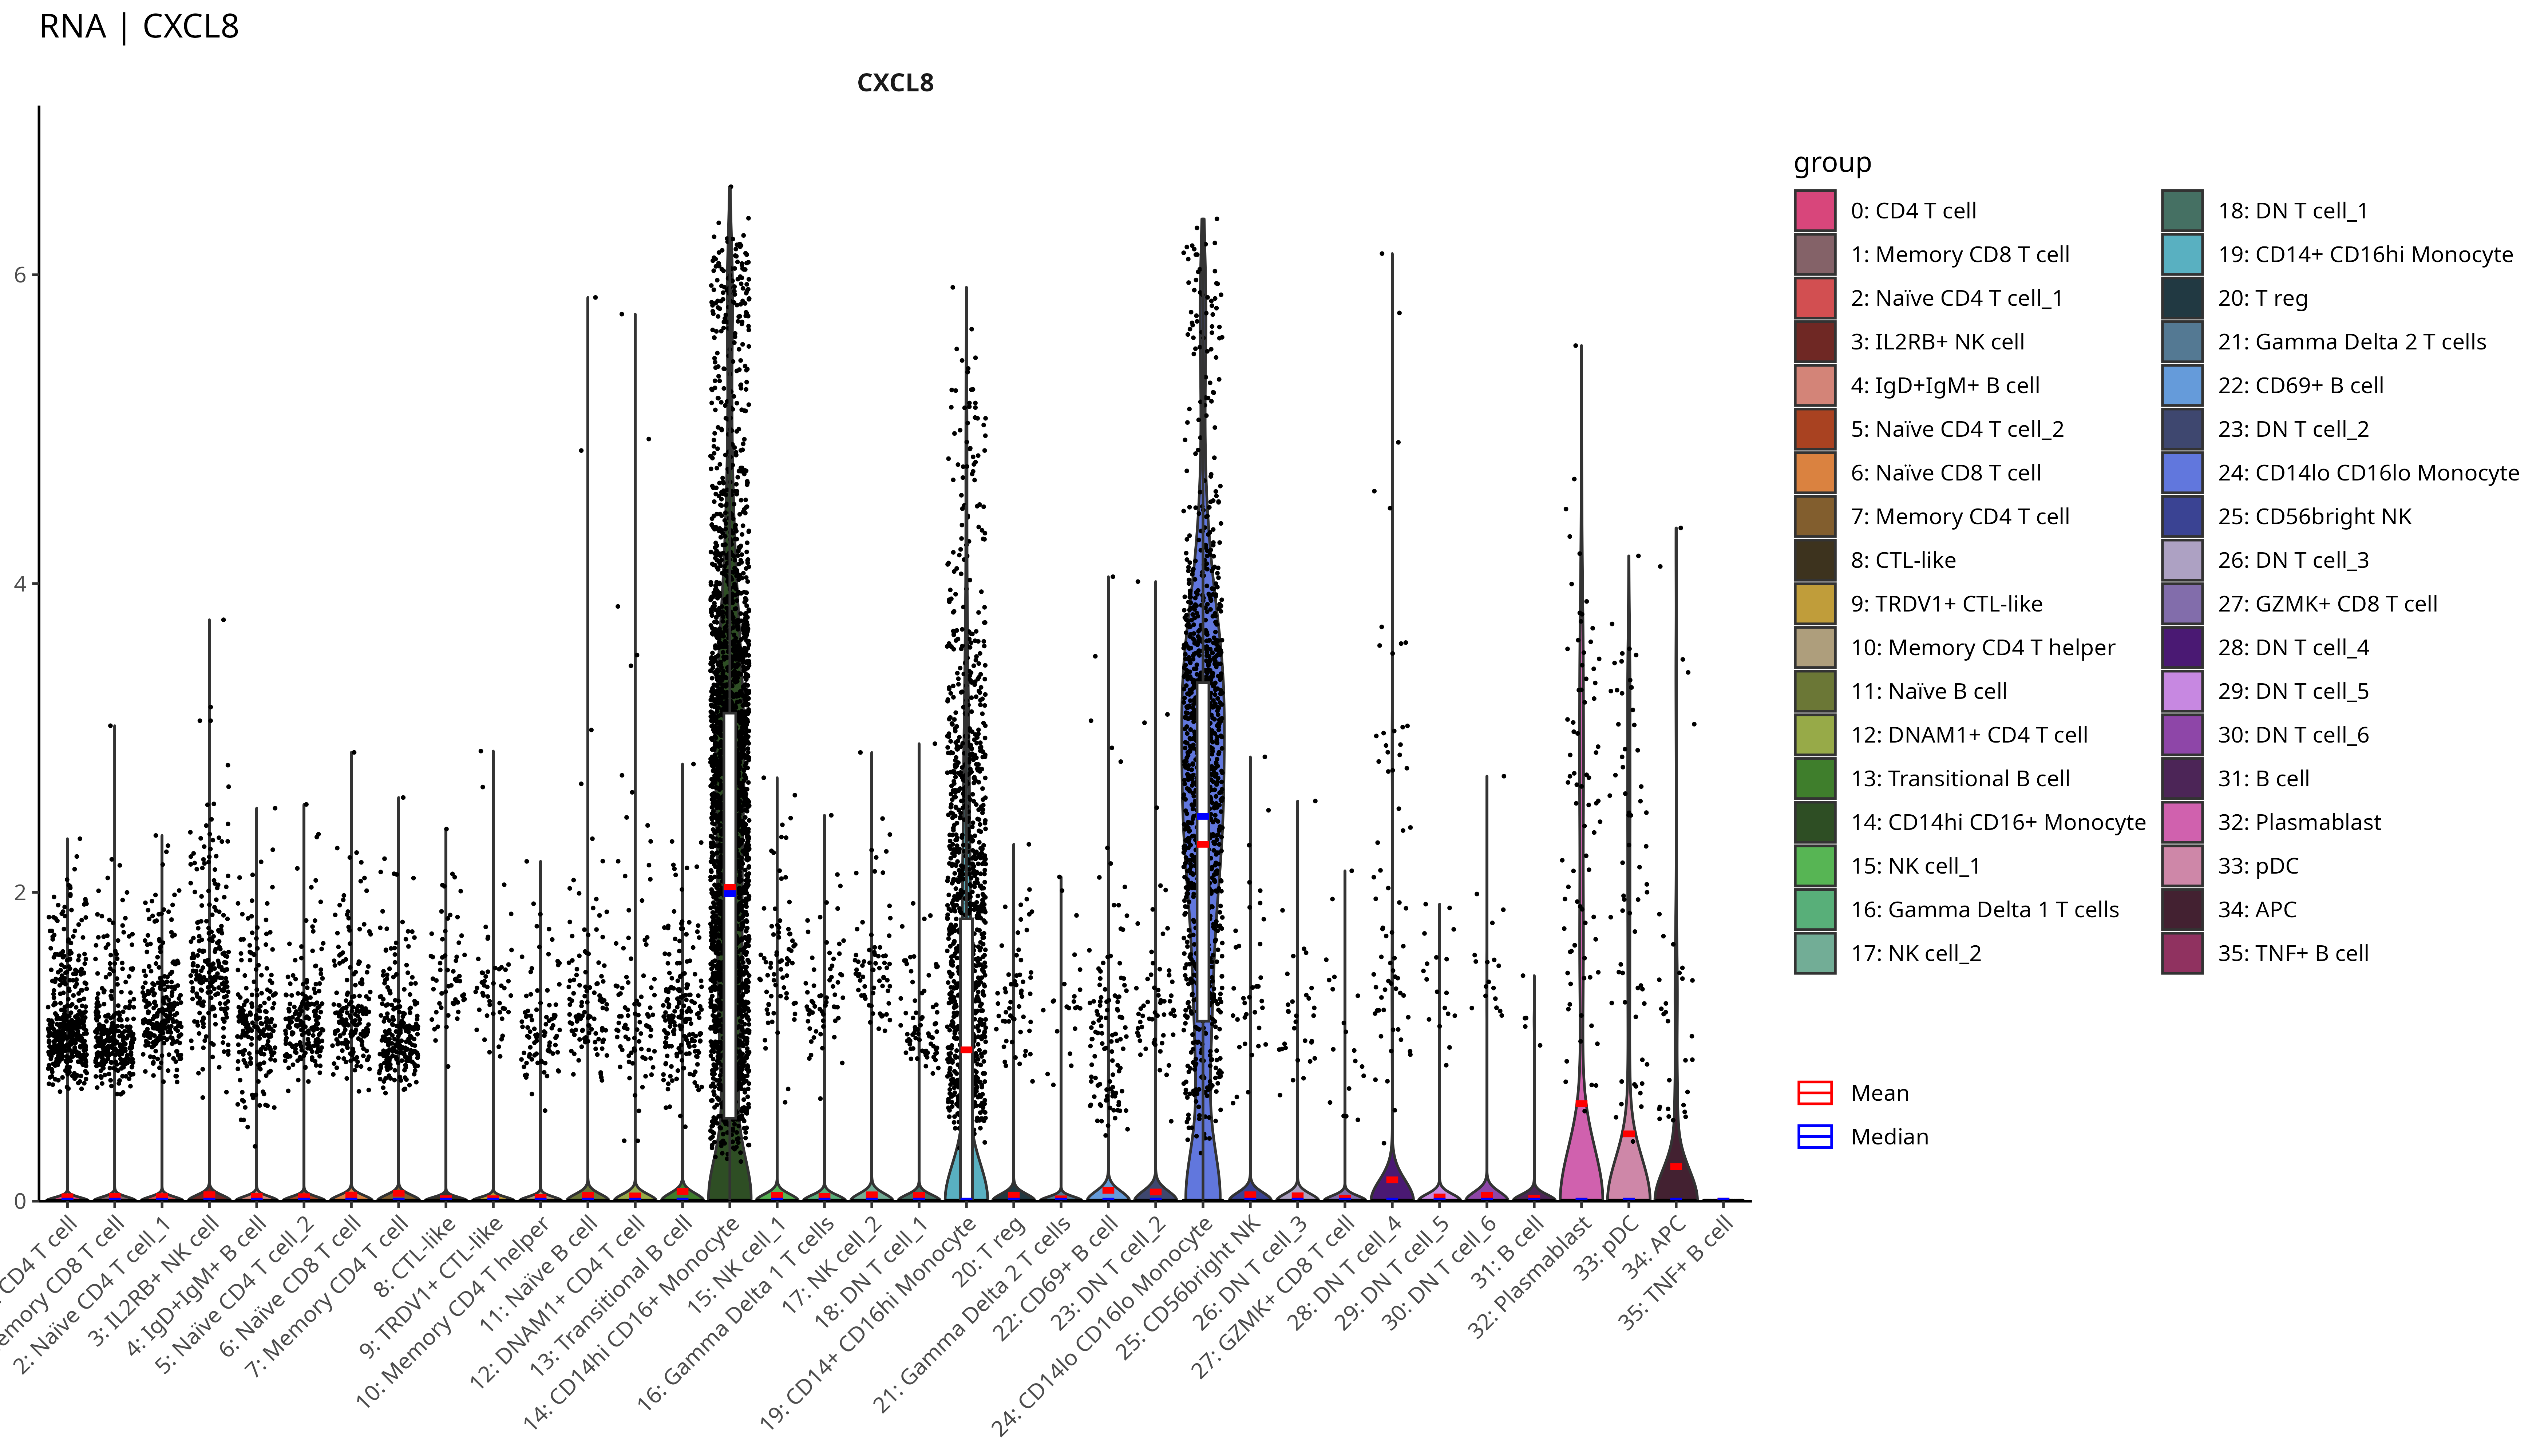 RNA | CXCL8
CXCL8
6
4
2
0
CD4 T cell
Memory CD8 T cell
2: Naïve CD4 T cell_1
3: IL2RB+ NK cell
4: IgD+IgM+ B cell
5: Naïve CD4 T cell_2
6: Naïve CD8 T cell
7: Memory CD4 T cell
8: CTL-like
9: TRDV1+ CTL-like
10: Memory CD4 T helper
11: Naïve B cell
12: DNAM1+ CD4 T cell
13: Transitional B cell
14: CD14hi CD16+ Monocyte
15: NK cell_1
16: Gamma Delta 1 T cells
17: NK cell_2
18: DN T cell_1
19: CD14+ CD16hi Monocyte
20: T reg
21: Gamma Delta 2 T cells
22: CD69+ B cell
23: DN T cell_2
24: CD14lo CD16lo Monocyte
25: CD56bright NK
26: DN T cell_3
27: GZMK+ CD8 T cell
28: DN T cell_4
29: DN T cell_5
30: DN T cell_6
31: B cell
32: Plasmablast
33: pDC
34: APC
35: TNF+ B cell
group
0: CD4 T cell
1: Memory CD8 T cell
2: Naïve CD4 T cell_1
3: IL2RB+ NK cell
4: IgD+IgM+ B cell
5: Naïve CD4 T cell_2
6: Naïve CD8 T cell
7: Memory CD4 T cell
8: CTL-like
9: TRDV1+ CTL-like
10: Memory CD4 T helper
11: Naïve B cell
12: DNAM1+ CD4 T cell
13: Transitional B cell
14: CD14hi CD16+ Monocyte
15: NK cell_1
16: Gamma Delta 1 T cells
17: NK cell_2
18: DN T cell_1
19: CD14+ CD16hi Monocyte
20: T reg
21: Gamma Delta 2 T cells
22: CD69+ B cell
23: DN T cell_2
24: CD14lo CD16lo Monocyte
25: CD56bright NK
26: DN T cell_3
27: GZMK+ CD8 T cell
28: DN T cell_4
29: DN T cell_5
30: DN T cell_6
31: B cell
32: Plasmablast
33: pDC
34: APC
35: TNF+ B cell
Mean
Median